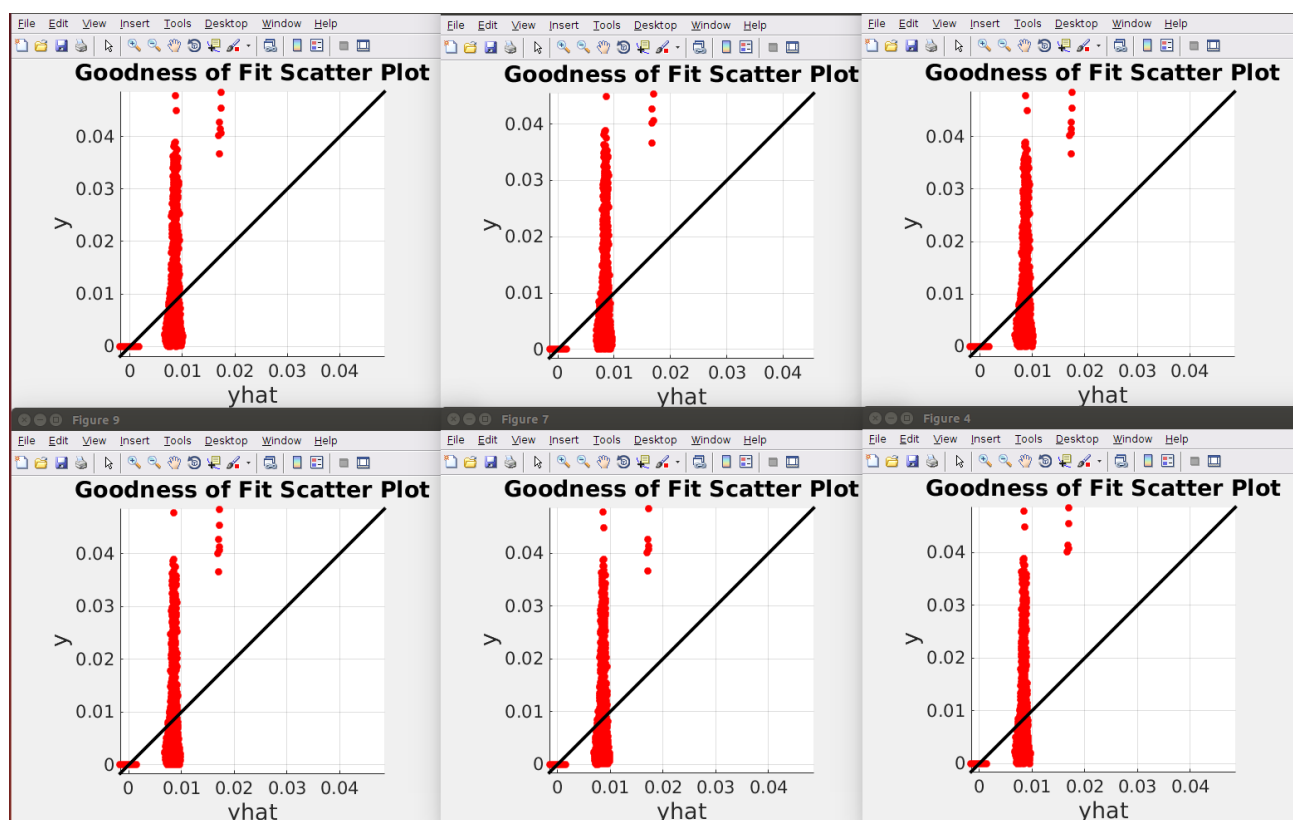 File Edit View Insert Tools Desktop Window Help
Goodness of Fit Scatter Plot
0.04
0.03
0.02
0.01
0
y
0 0.01 0.02 0.03 0.04
yhat
File Edit View Insert Tools Desktop Window Help
Goodness of Fit Scatter Plot
0.04
0.03
0.02
0.01
0
y
0 0.01 0.02 0.03 0.04
yhat
File Edit View Insert Tools Desktop Window Help
Goodness of Fit Scatter Plot
0.04
0.03
0.02
0.01
0
y
0 0.01 0.02 0.03 0.04
yhat
Figure 9
File Edit View Insert Tools Desktop Window Help
Goodness of Fit Scatter Plot
0.04
0.03
0.02
0.01
0
y
0 0.01 0.02 0.03 0.04
yhat
Figure 7
File Edit View Insert Tools Desktop Window Help
Goodness of Fit Scatter Plot
0.04
0.03
0.02
0.01
0
y
0 0.01 0.02 0.03 0.04
yhat
Figure 4
File Edit View Insert Tools Desktop Window Help
Goodness of Fit Scatter Plot
0.04
0.03
0.02
0.01
0
y
0 0.01 0.02 0.03 0.04
yhat